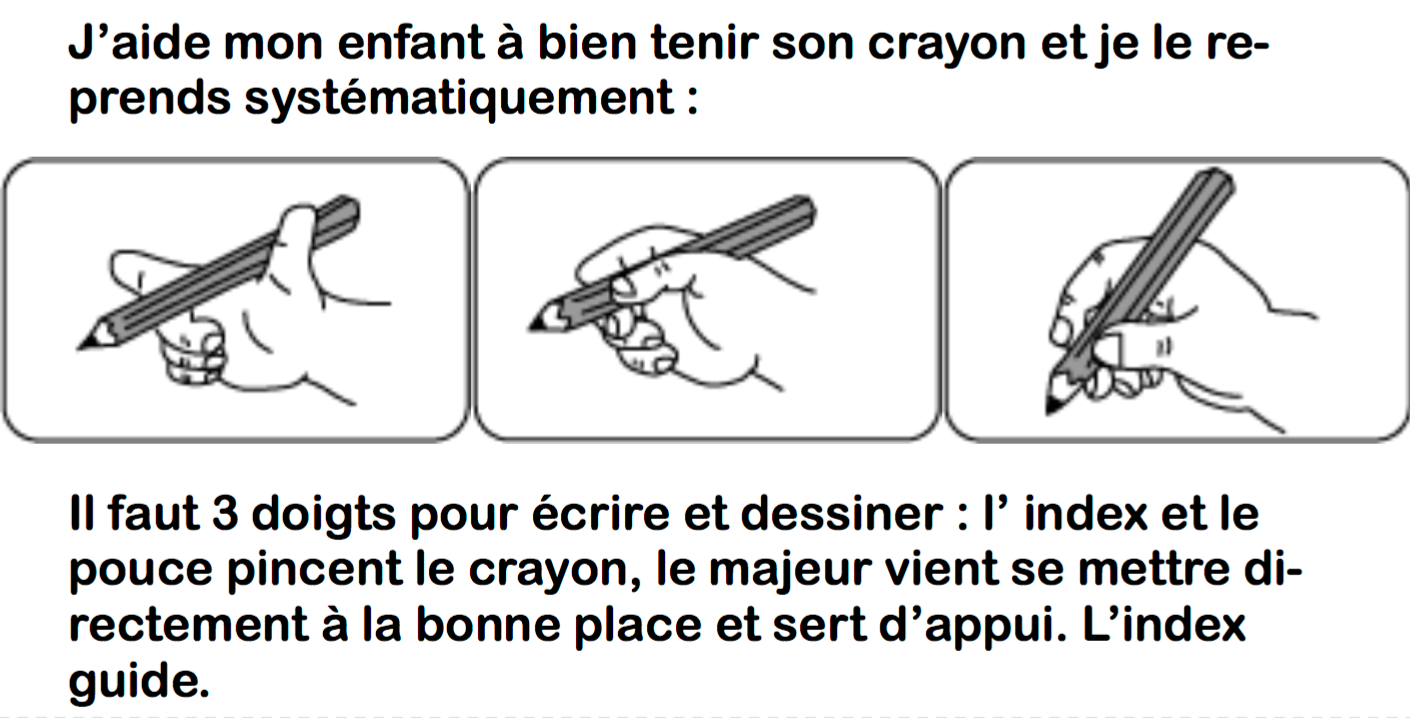 J’aide mon enfant à bien tenir son crayon et je le re-
prends systématiquement :
Il faut 3 doigts pour écrire et dessiner : l’ index et le
pouce pincent le crayon, le majeur vient se mettre di-
rectement à la bonne place et sert d’appui. L’index
guide.